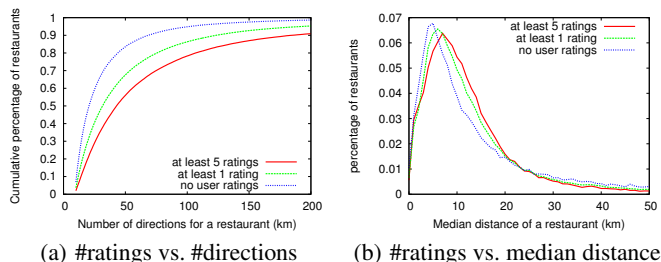 Cumulative percentage of restaurants
1
0.9
0.8
0.7
0.6
0.5
0.4
0.3
0.2
0.1
0
at least 5 ratings
at least 1 rating
no user ratings
0 50 100 150 200
Number of directions for a restaurant (km)
(a) #ratings vs. #directions
percentage of restaurants
0.07
0.06
0.05
0.04
0.03
0.02
0.01
0
at least 5 ratings
at least 1 rating
no user ratings
0 10 20 30 40 50
Median distance of a restaurant (km)
(b) #ratings vs. median distance